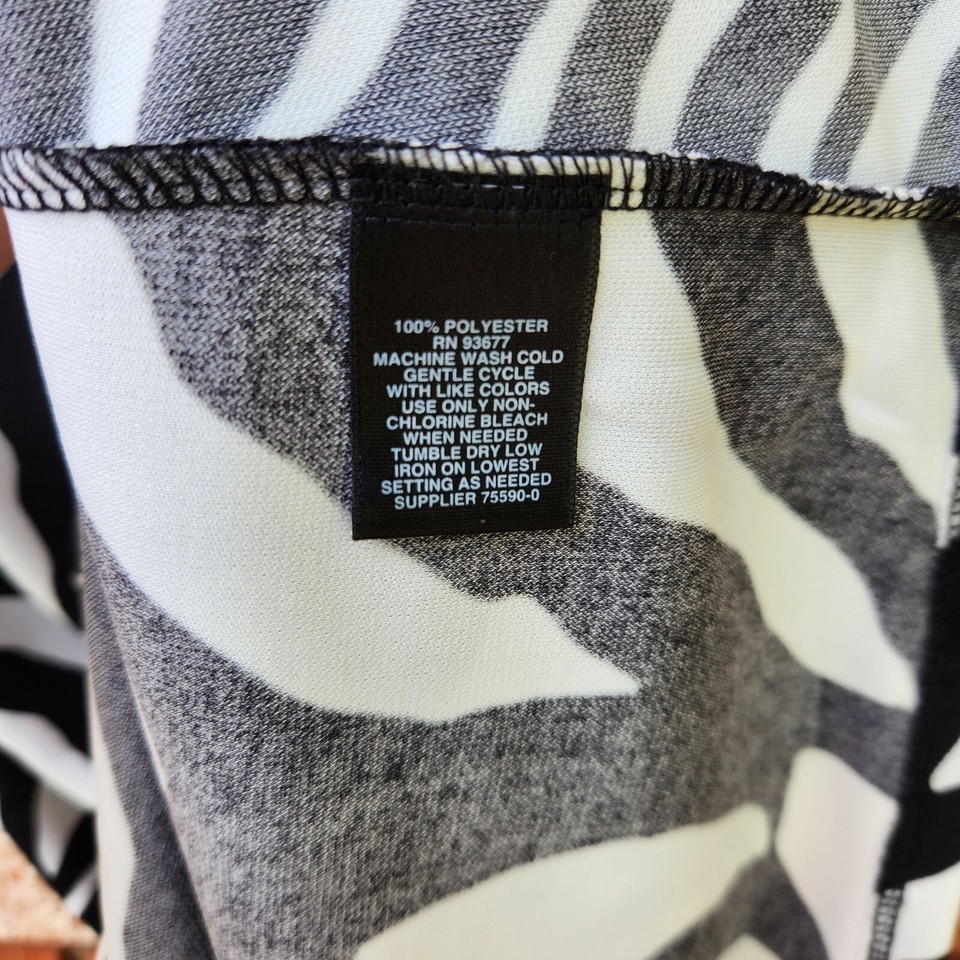 100% POLYESTER
RN 93677
MACHINE WASH COLD
GENTLE CYCLE
WITH LIKE COLORS
USE ONLY NON-
CHLORINE BLEACH
WHEN NEEDED
TUMBLE DRY LOW
IRON ON LOWEST
SETTING AS NEEDED
SUPPLIER 75590-0